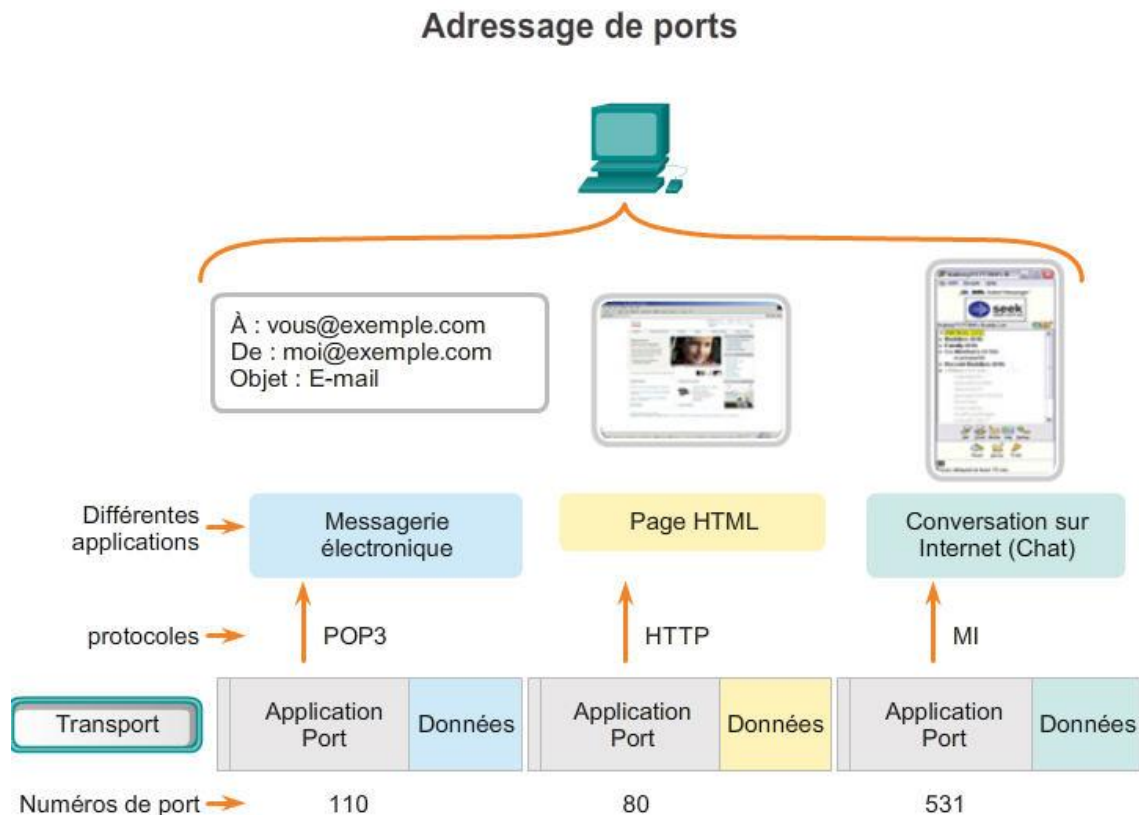 Adressage de ports
À : vous@exemple.com
De : moi@exemple.com
Objet : E-mail
seek
Différentes
applications
Messagerie
électronique
Page HTML
Conversation sur
Internet (Chat)
protocoles
POP3
HTTP
MI
Transport
Application
Port
Données
Application
Port
Données
Application
Port
Données
Numéros de port
110
80
531